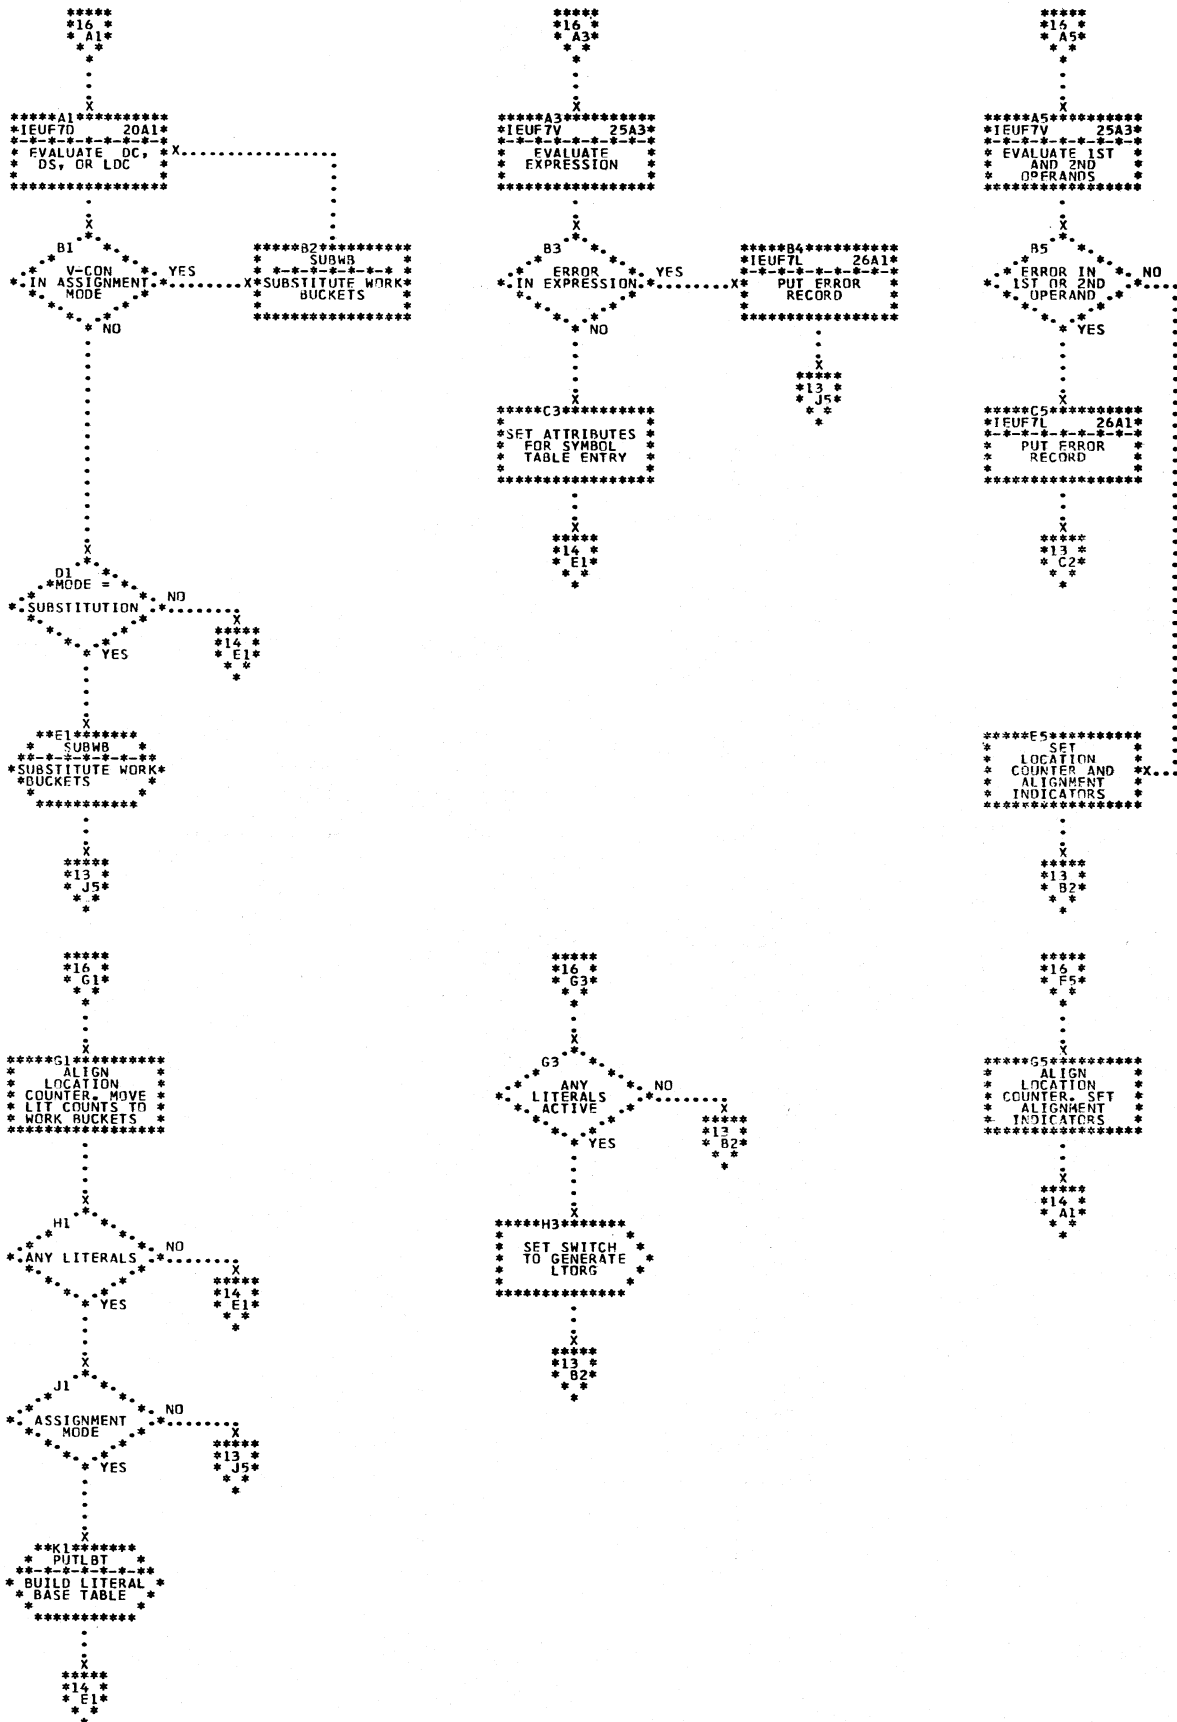 16
A1
A1
IEUF7D 20A1
EVALUATE DC,
DS, OR LDC
B1
V-CON
IN ASSIGNMENT
MODE
YES
NO
B2
SUBWB
SUBSTITUTE WORK
BUCKETS
D1
MODE =
SUBSTITUTION
NO
14
E1
YES
E1
SUBWB
SUBSTITUTE WORK
BUCKETS
13
J5
16
A3
A3
IEUF7V 25A3
EVALUATE
EXPRESSION
B3
ERROR
IN EXPRESSION
YES
NO
B4
IEUF7L 26A1
PUT ERROR
RECORD
13
J5
C3
SET ATTRIBUTES
FOR SYMBOL
TABLE ENTRY
14
E1
16
A5
A5
IEUF7V 25A3
EVALUATE 1ST
AND 2ND
OPERANDS
B5
ERROR IN
1ST OR 2ND
OPERAND
NO
YES
C5
IEUF7L 26A1
PUT ERROR
RECORD
13
C2
E5
SET
LOCATION
COUNTER AND
ALIGNMENT
INDICATORS
13
B2
16
G1
G1
ALIGN
LOCATION
COUNTER. MOVE
LIT COUNTS TO
WORK BUCKETS
H1
ANY LITERALS
NO
14
E1
YES
J1
ASSIGNMENT
MODE
NO
13
J5
YES
K1
PUTLBT
BUILD LITERAL
BASE TABLE
14
E1
16
G3
G3
ANY
LITERALS
ACTIVE
NO
13
B2
YES
H3
SET SWITCH
TO GENERATE
LTORG
13
B2
16
F5
G5
ALIGN
LOCATION
COUNTER. SET
ALIGNMENT
INDICATORS
14
A1